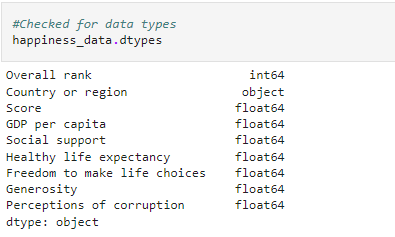 #Checked for data types
happiness_data.dtypes
Overall rank int64
Country or region object
Score float64
GDP per capita float64
Social support float64
Healthy life expectancy float64
Freedom to make life choices float64
Generosity float64
Perceptions of corruption float64
dtype: object